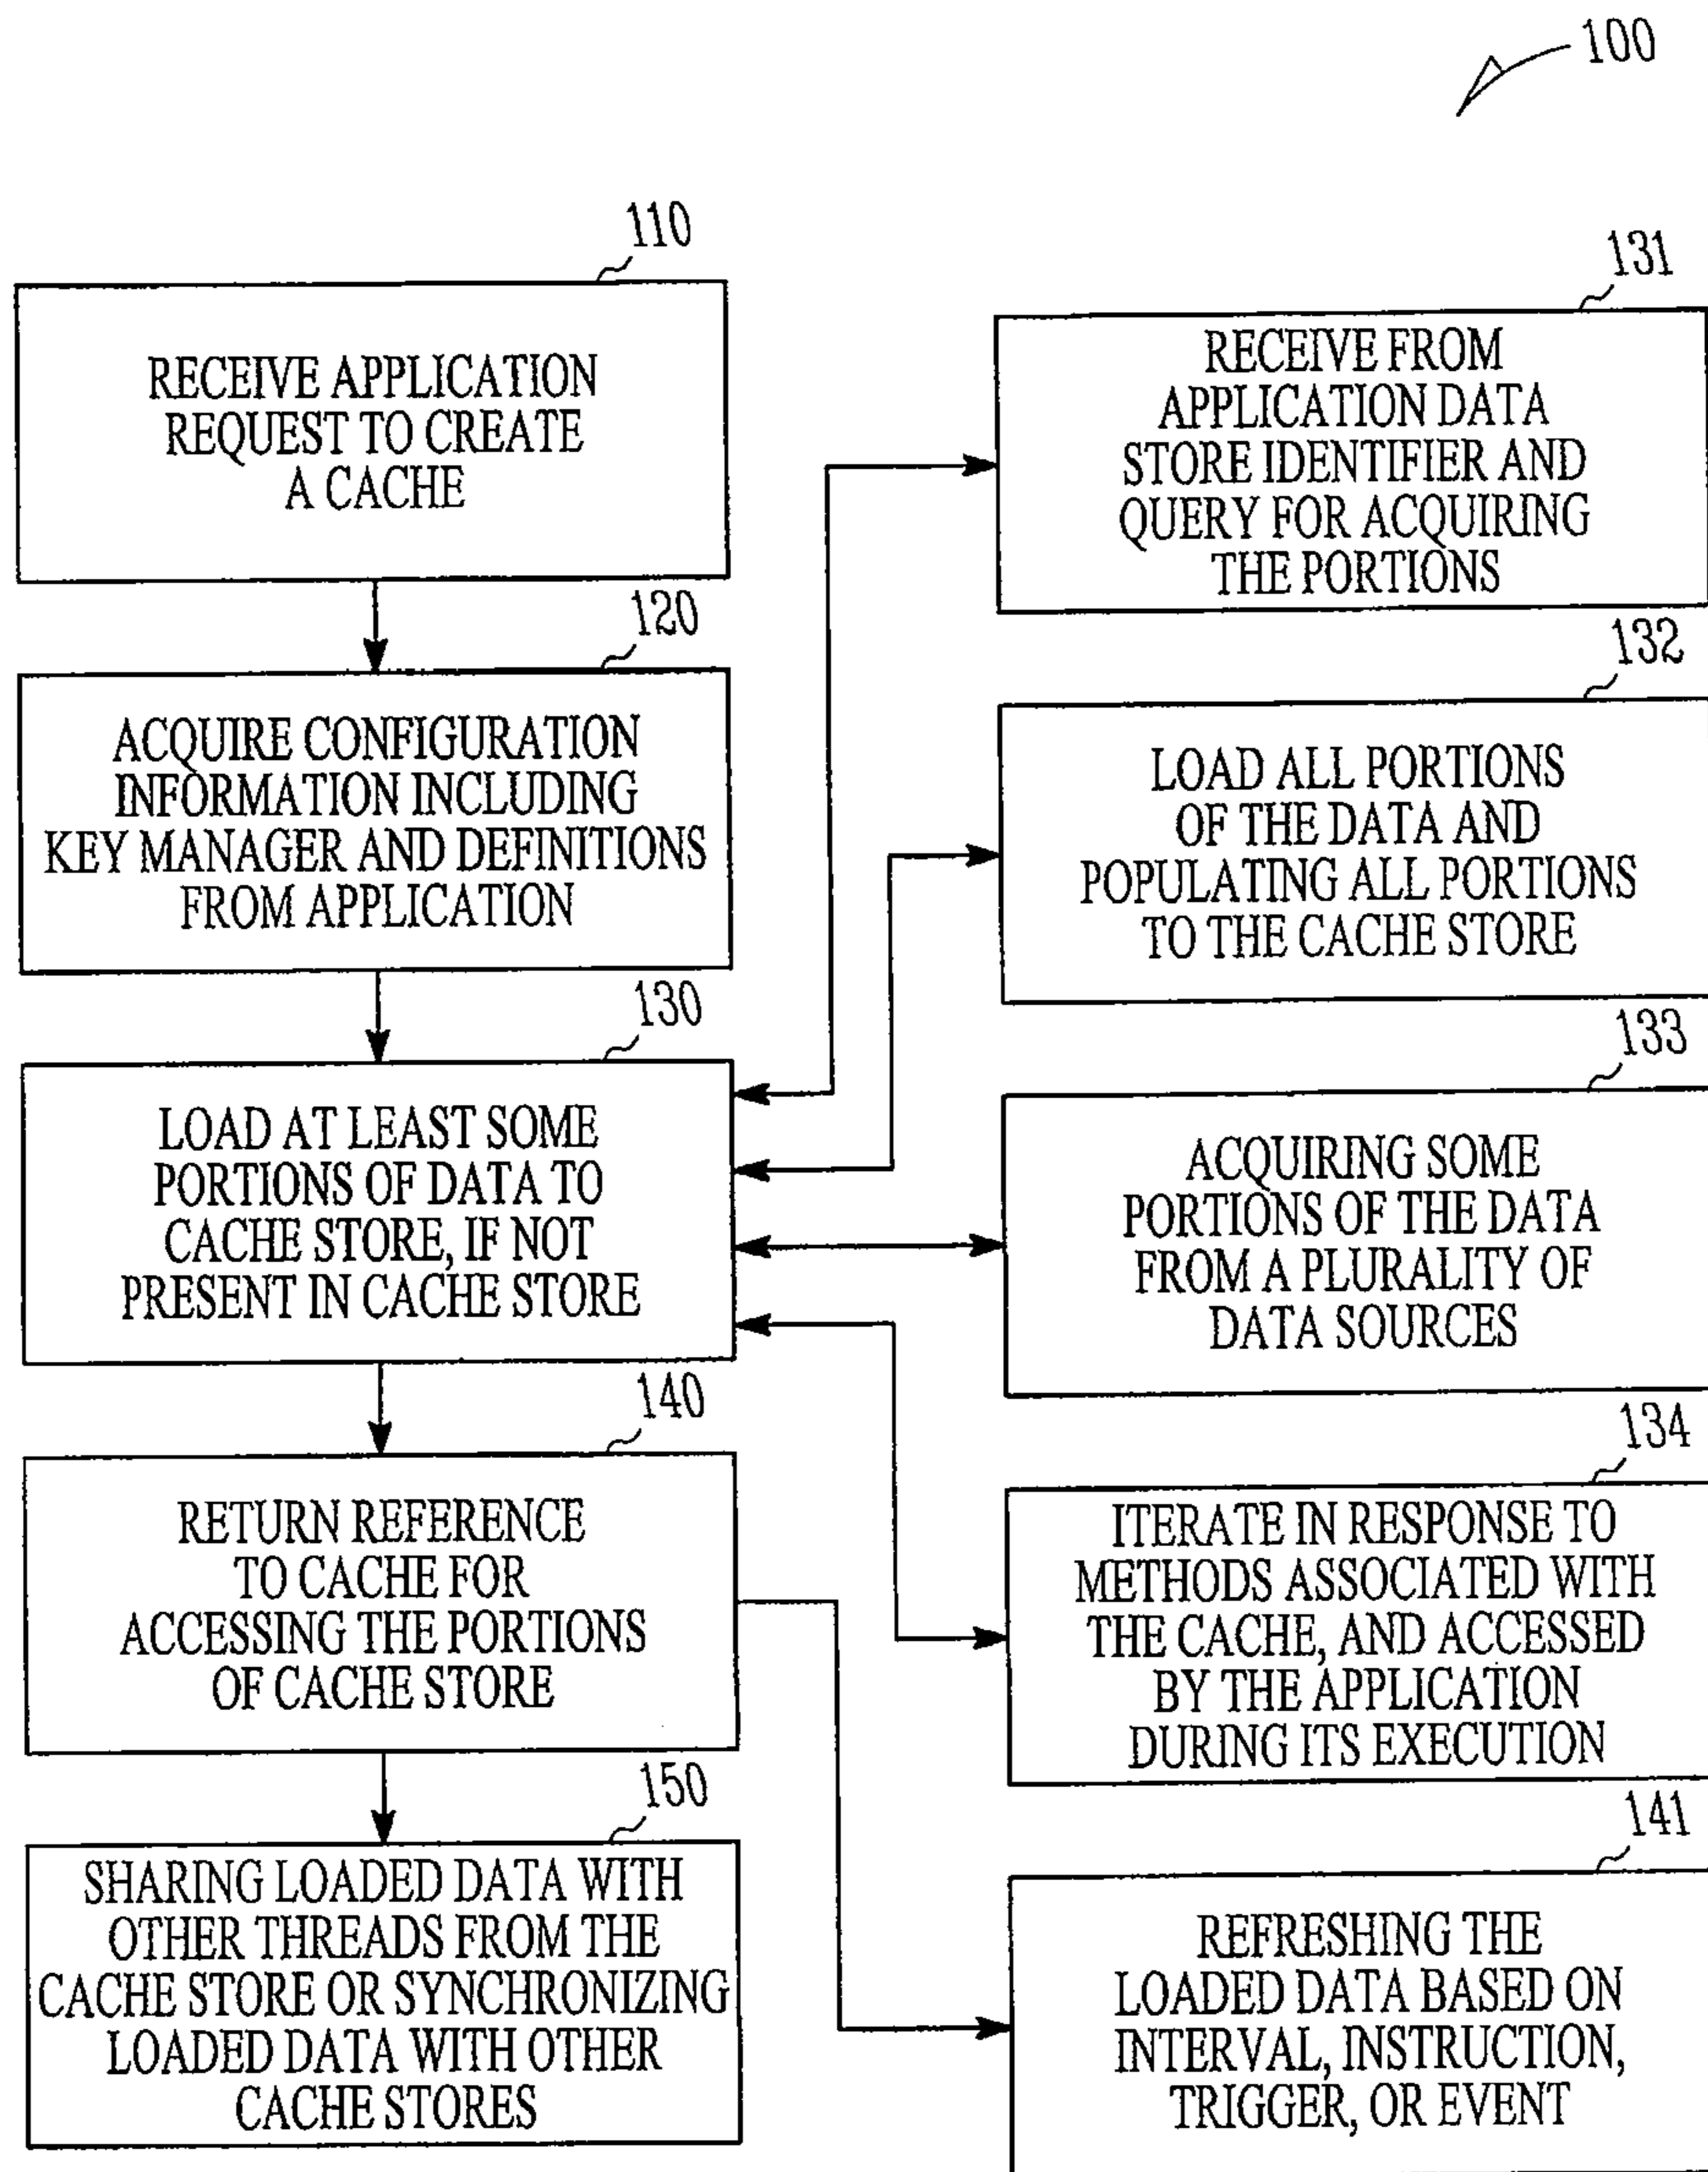 100
110
RECEIVE APPLICATION
REQUEST TO CREATE
A CACHE
120
ACQUIRE CONFIGURATION
INFORMATION INCLUDING
KEY MANAGER AND DEFINITIONS
FROM APPLICATION
130
LOAD AT LEAST SOME
PORTIONS OF DATA TO
CACHE STORE, IF NOT
PRESENT IN CACHE STORE
140
RETURN REFERENCE
TO CACHE FOR
ACCESSING THE PORTIONS
OF CACHE STORE
150
SHARING LOADED DATA WITH
OTHER THREADS FROM THE
CACHE STORE OR SYNCHRONIZING
LOADED DATA WITH OTHER
CACHE STORES
131
RECEIVE FROM
APPLICATION DATA
STORE IDENTIFIER AND
QUERY FOR ACQUIRING
THE PORTIONS
132
LOAD ALL PORTIONS
OF THE DATA AND
POPULATING ALL PORTIONS
TO THE CACHE STORE
133
ACQUIRING SOME
PORTIONS OF THE DATA
FROM A PLURALITY OF
DATA SOURCES
134
ITERATE IN RESPONSE TO
METHODS ASSOCIATED WITH
THE CACHE, AND ACCESSED
BY THE APPLICATION
DURING ITS EXECUTION
141
REFRESHING THE
LOADED DATA BASED ON
INTERVAL, INSTRUCTION,
TRIGGER, OR EVENT